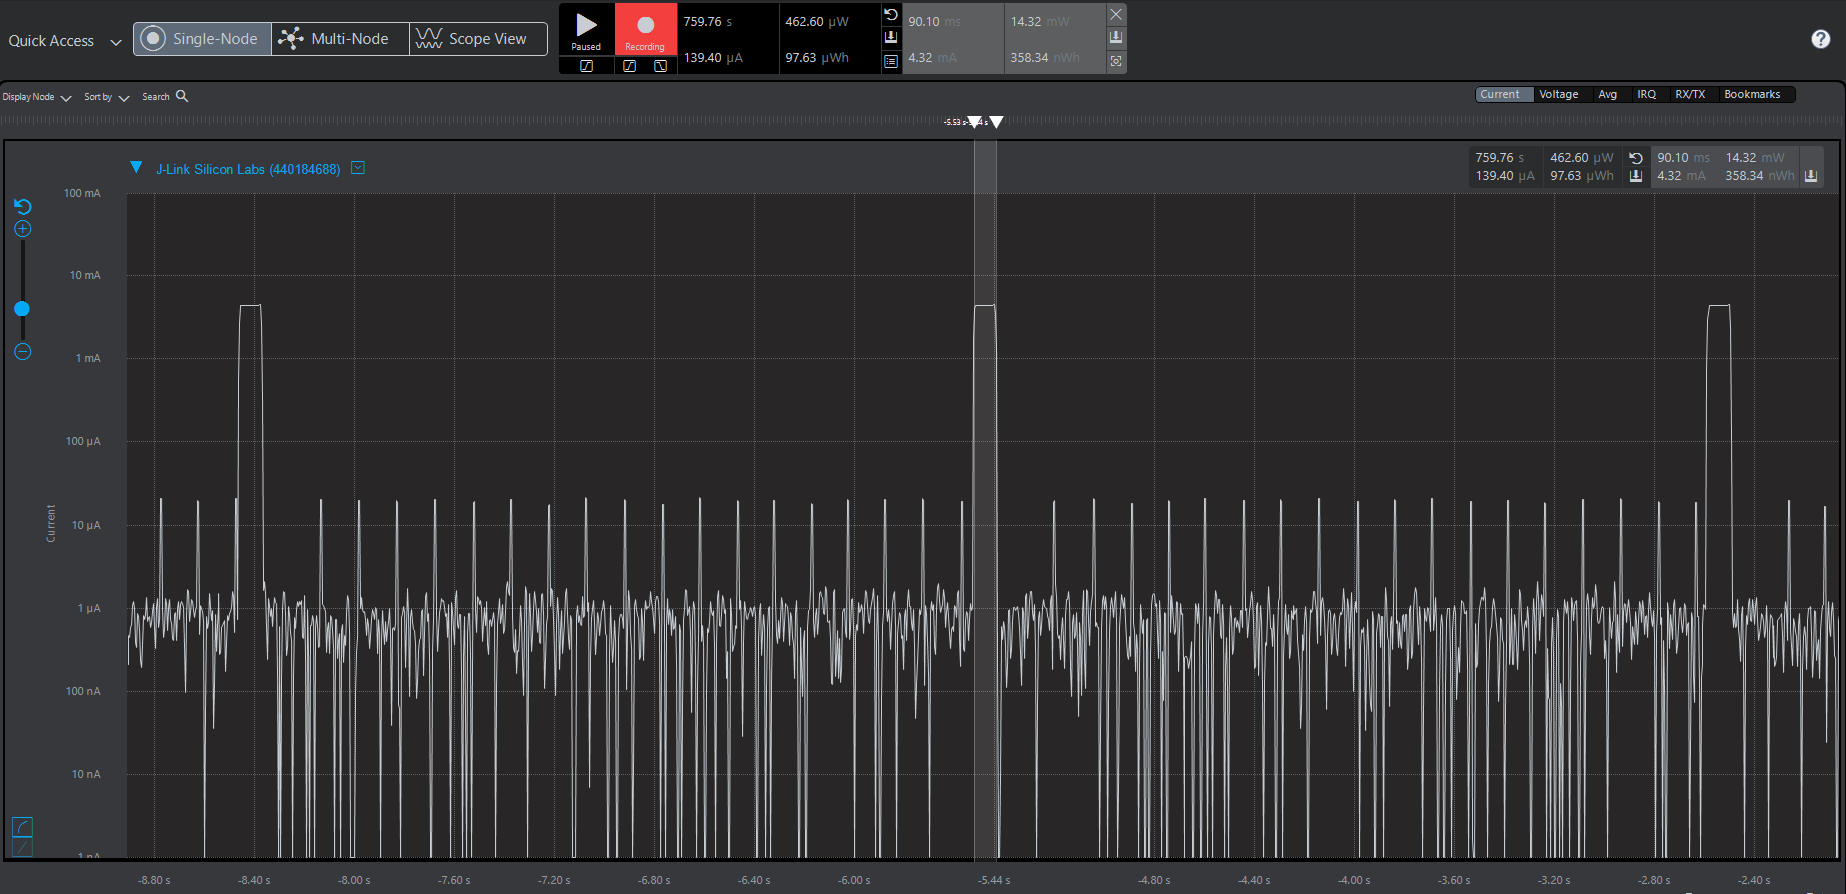 Quick Access
Single-Node
Multi-Node
Scope View
Paused
Recording
759.76 s
462.60 µW
139.40 µA
97.63 µWh
90.10 ms
14.32 mW
4.32 mA
358.34 nWh
?
Display Node
Sort by
Search
Current
Voltage
Avg
IRQ
RX/TX
Bookmarks
J-Link Silicon Labs (440184688)
759.76 s 462.60 µW 90.10 ms 14.32 mW
139.40 µA 97.63 µWh 4.32 mA 358.34 nWh
100 mA
10 mA
1 mA
100 µA
10 µA
1 µA
100 nA
10 nA
1 nA
Current
-8.80 s -8.40 s -8.00 s -7.60 s -7.20 s -6.80 s -6.40 s -6.00 s -5.44 s -4.80 s -4.40 s -4.00 s -3.60 s -3.20 s -2.80 s -2.40 s